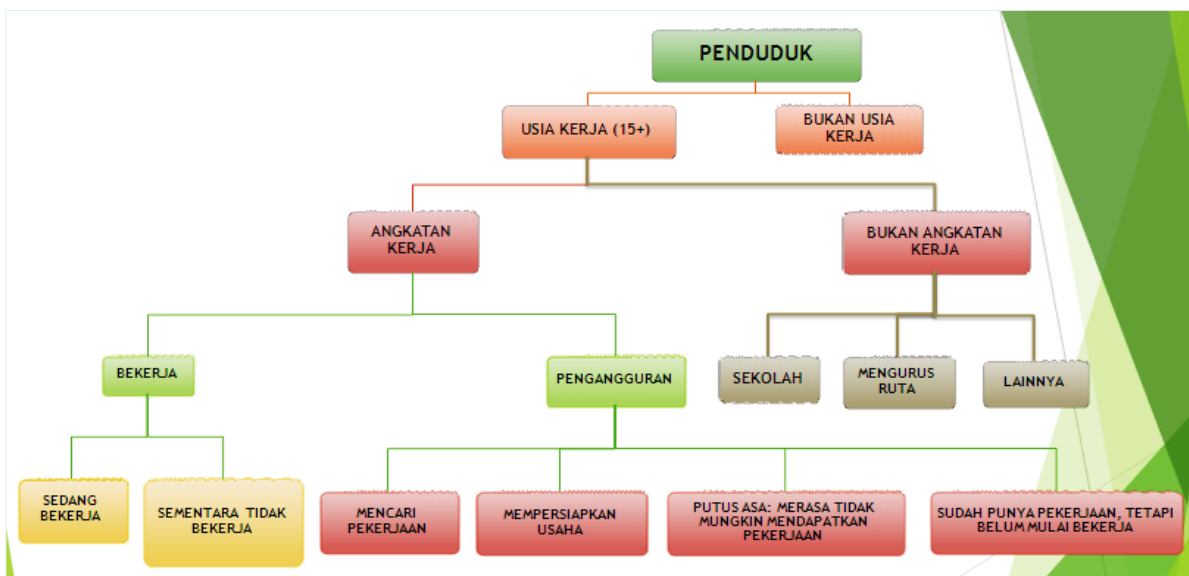 PENDUDUK
USIA KERJA (15+)
BUKAN USIA
KERJA
ANGKATAN
KERJA
BUKAN ANGKATAN
KERJA
BEKERJA
PENGANGGURAN
SEKOLAH
MENGURUS
RUTA
LAINNYA
SEDANG
BEKERJA
SEMENTARA TIDAK
BEKERJA
MENCARI
PEKERJAAN
MEMPERSIAPKAN
USAHA
PUTUS ASA: MERASA TIDAK
MUNGKIN MENDAPATKAN
PEKERJAAN
SUDAH PUNYA PEKERJAAN, TETAPI
BELUM MULAI BEKERJA